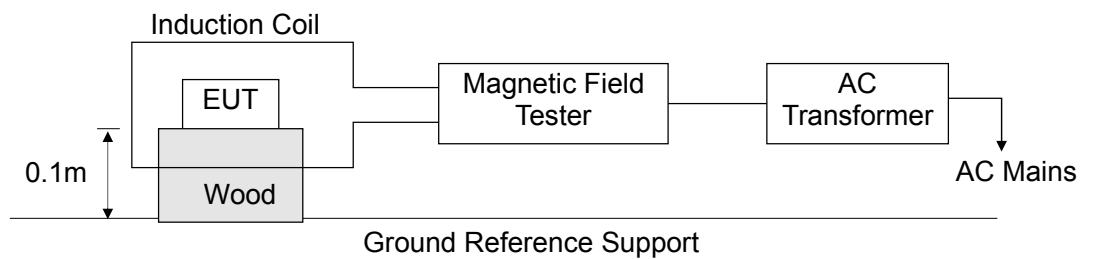 Induction Coil
EUT
Magnetic Field
Tester
AC
Transformer
0.1m
Wood
AC Mains
Ground Reference Support